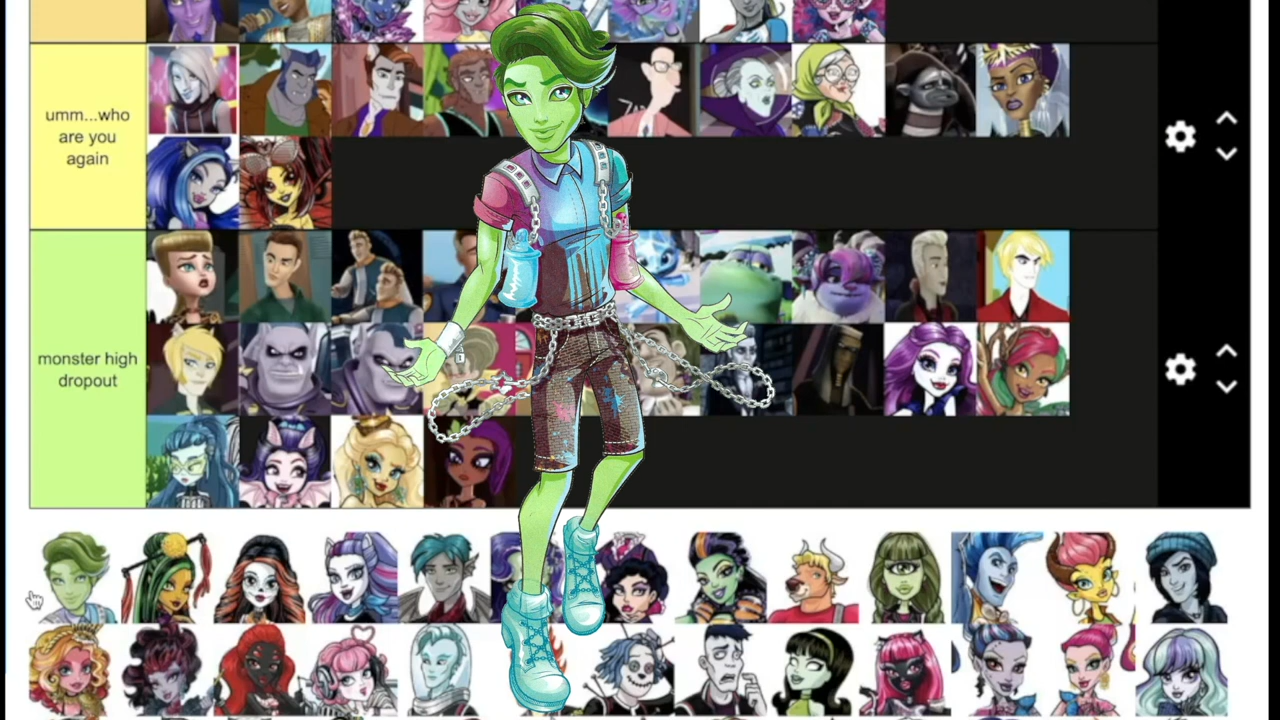 umm...who
are you
again
monster high
dropout